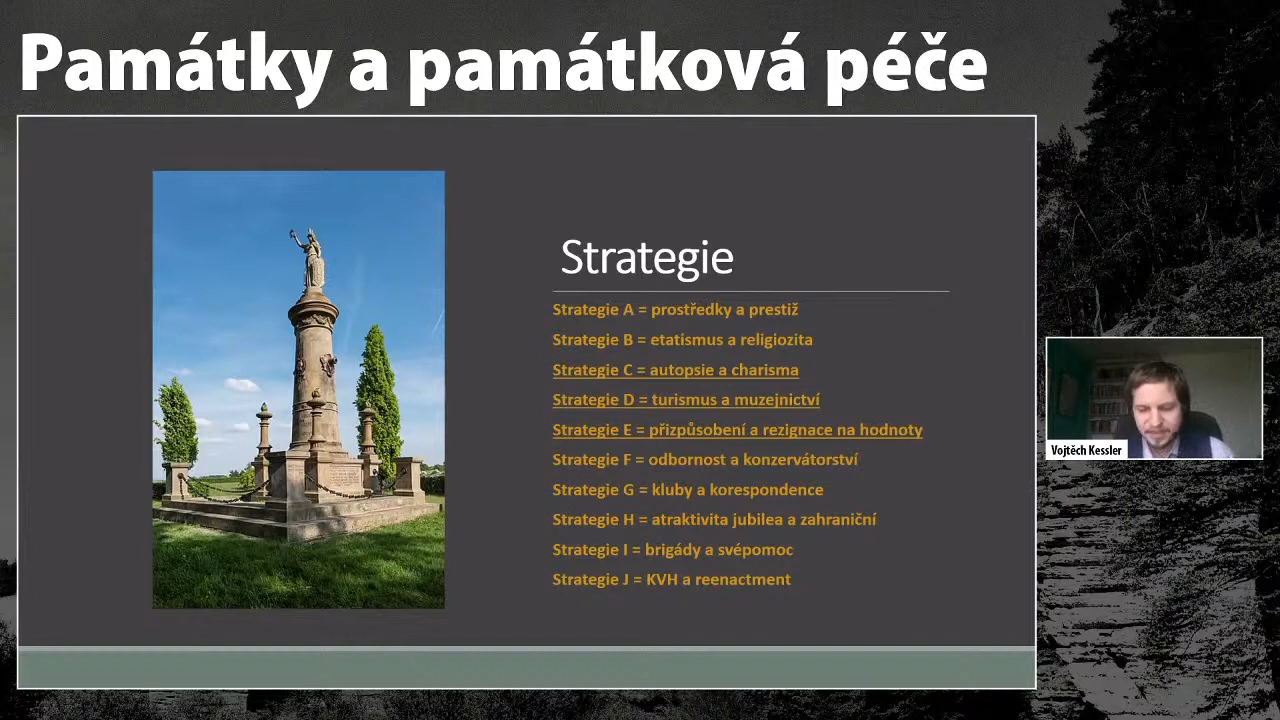 Památky a památková péče
Strategie
Strategie A = prostředky a prestiž
Strategie B = etatismus a religiozita
Strategie C = autopsie a charisma
Strategie D = turismus a muzejnictví
Strategie E = přizpůsobení a rezignace na hodnoty
Strategie F = odbornost a konzervátorství
Strategie G = kluby a korespondence
Strategie H = atraktivita jubilea a zahraniční
Strategie I = brigády a svépomoc
Strategie J = KVH a reenactment
Vojtěch Kessler